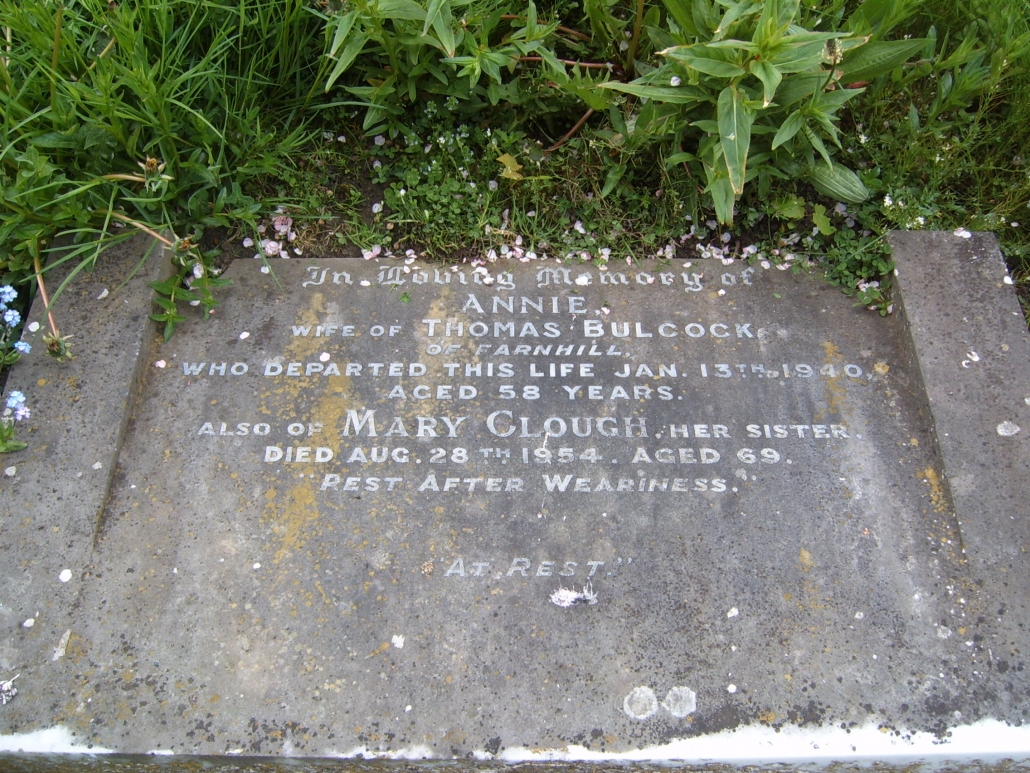 In Loving Memory of
ANNIE,
WIFE OF THOMAS BULCOCK,
OF FARNHILL,
WHO DEPARTED THIS LIFE JAN. 13TH 1940,
AGED 58 YEARS.
ALSO OF MARY CLOUGH, HER SISTER,
DIED AUG. 28TH 1954. AGED 69.
"REST AFTER WEARINESS."
AT REST."